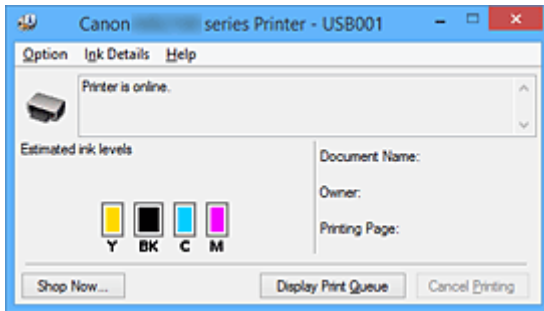 Canon series Printer - USB001
Option Ink Details Help
Printer is online.
Estimated ink levels
Document Name:
Owner:
Printing Page:
Y BK C M
Shop Now... Display Print Queue Cancel Printing